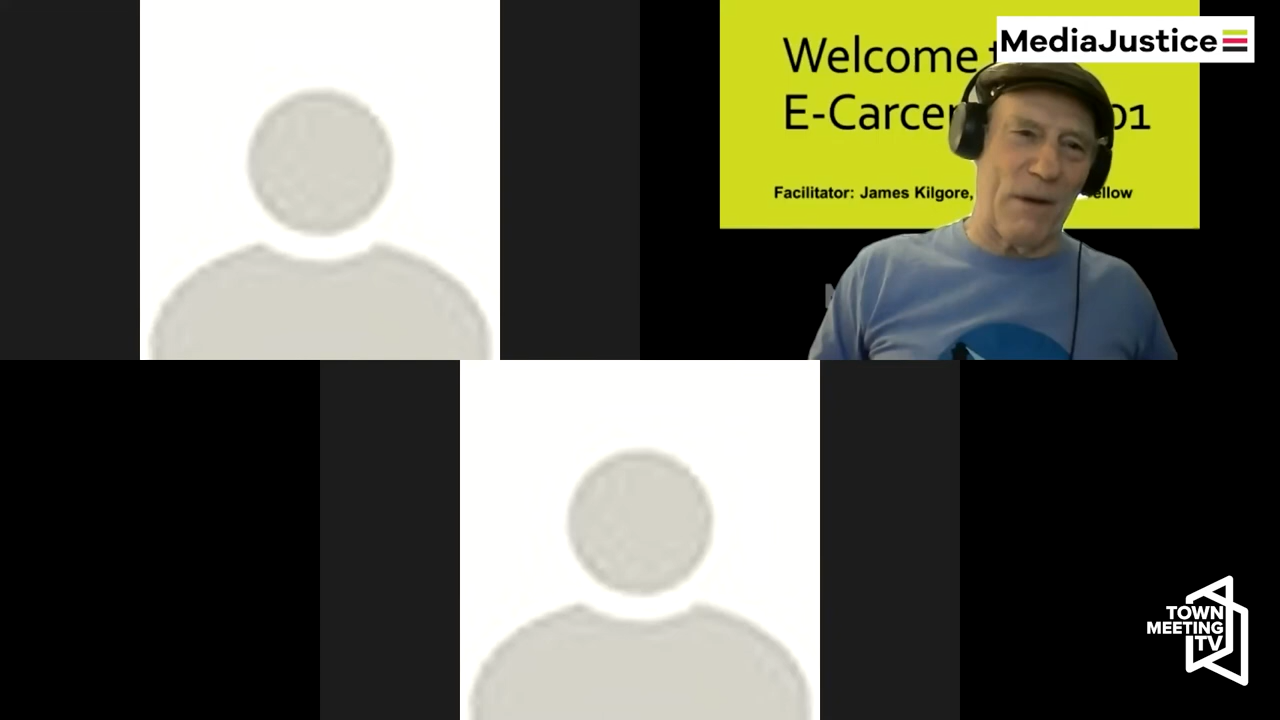 MediaJustice
Welcome
E-Carcer 01
Facilitator: James Kilgore, ellow
TOWN
MEETING
TV